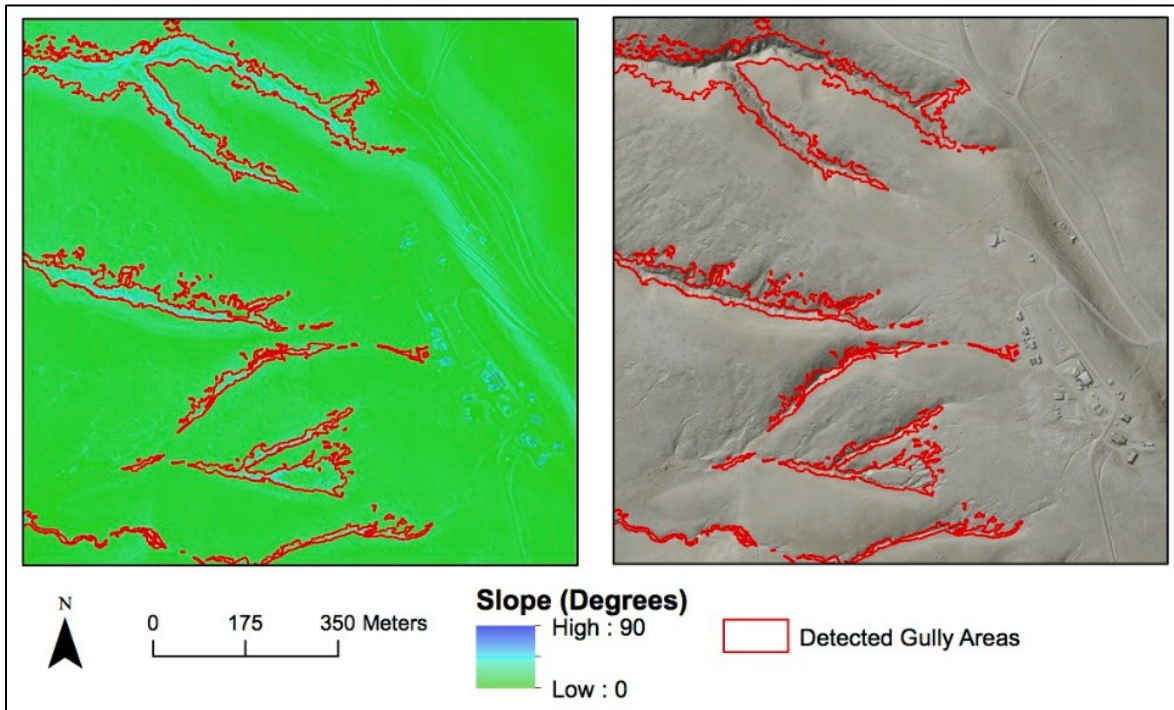 N
0 175 350 Meters
Slope (Degrees)
High : 90
Low : 0
Detected Gully Areas